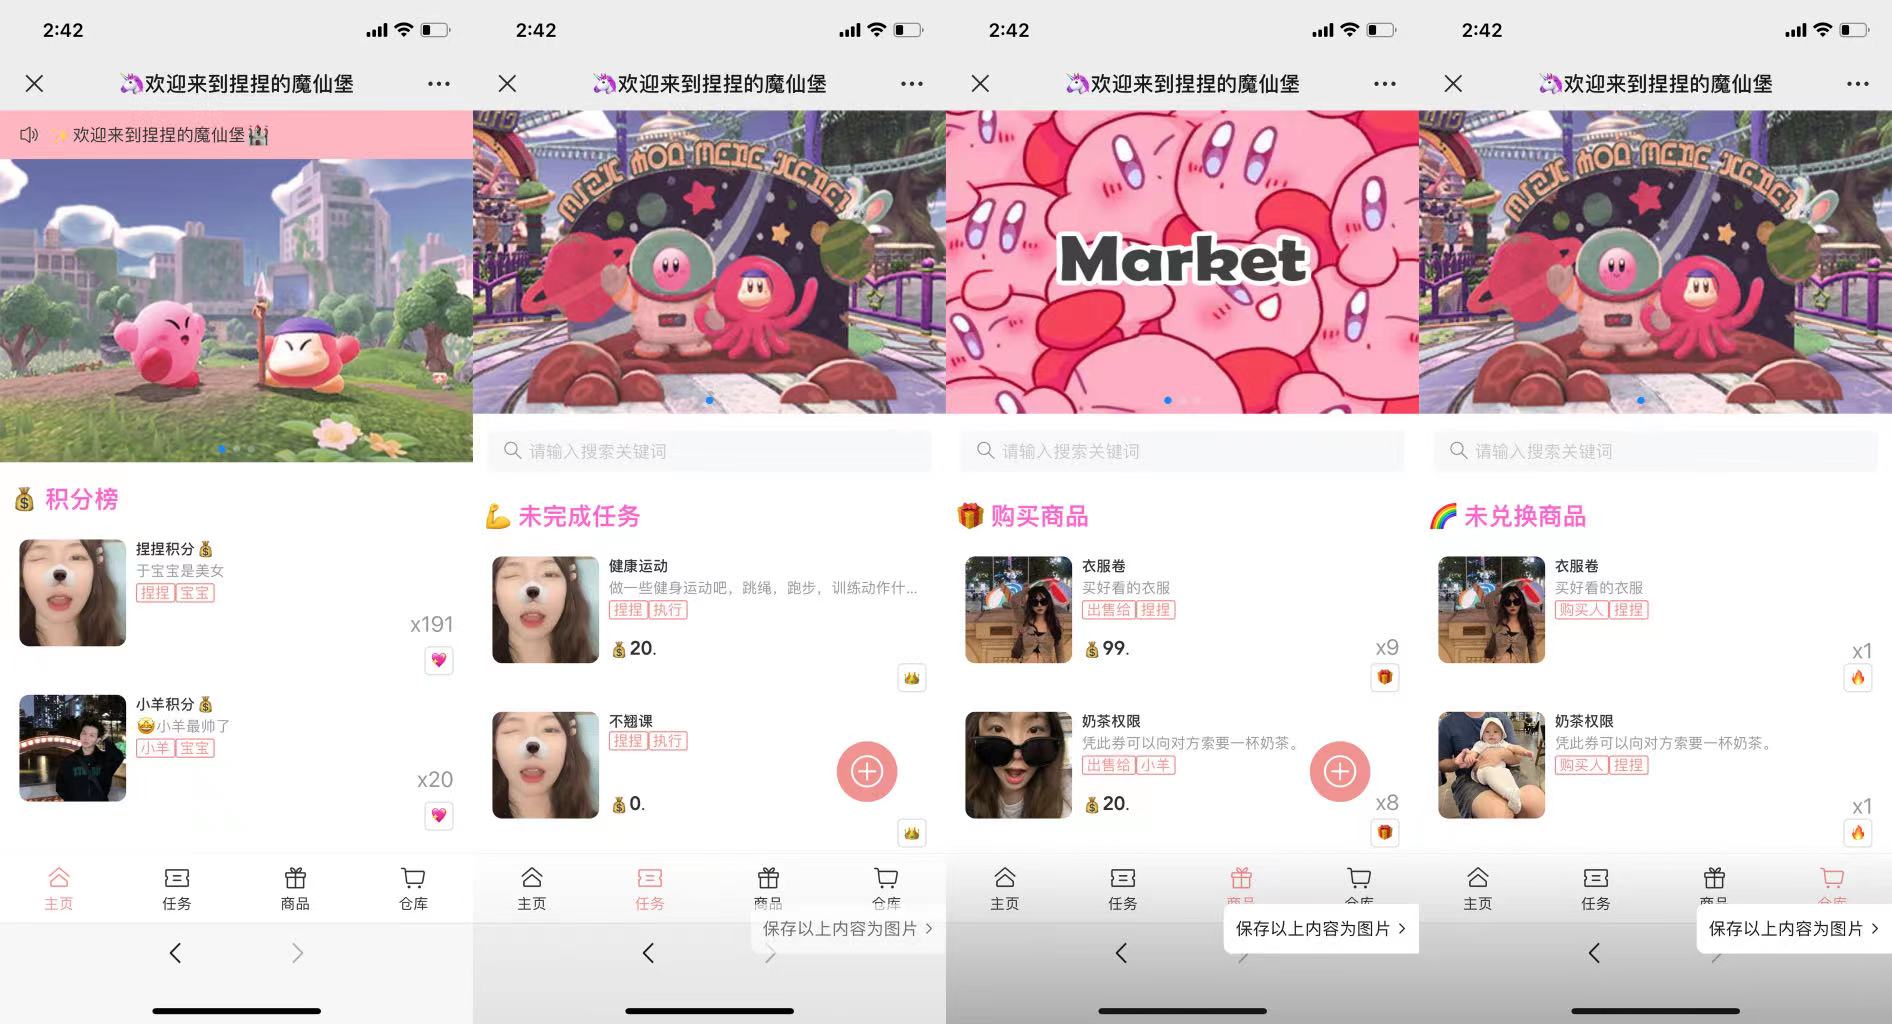 2:42
欢迎来到捏捏的魔仙堡
欢迎来到捏捏的魔仙堡
积分榜
捏捏积分
于宝宝是美女
捏捏 宝宝
x191
小羊积分
小羊最帅了
小羊 宝宝
x20
主页 任务 商品 仓库
2:42
欢迎来到捏捏的魔仙堡
请输入搜索关键词
未完成任务
健康运动
做一些健身运动吧，跳绳，跑步，训练动作什...
捏捏 执行
20.
不翘课
捏捏 执行
0.
主页 任务 商品 仓库
保存以上内容为图片
2:42
欢迎来到捏捏的魔仙堡
Market
请输入搜索关键词
购买商品
衣服卷
买好看的衣服
出售给 捏捏
99.
x9
奶茶权限
凭此券可以向对方索要一杯奶茶。
出售给 小羊
20.
x8
主页 任务 商品 仓库
保存以上内容为图片
2:42
欢迎来到捏捏的魔仙堡
请输入搜索关键词
未兑换商品
衣服卷
买好看的衣服
购买人 捏捏
x1
奶茶权限
凭此券可以向对方索要一杯奶茶。
购买人 捏捏
x1
主页 任务 商品 仓库
保存以上内容为图片